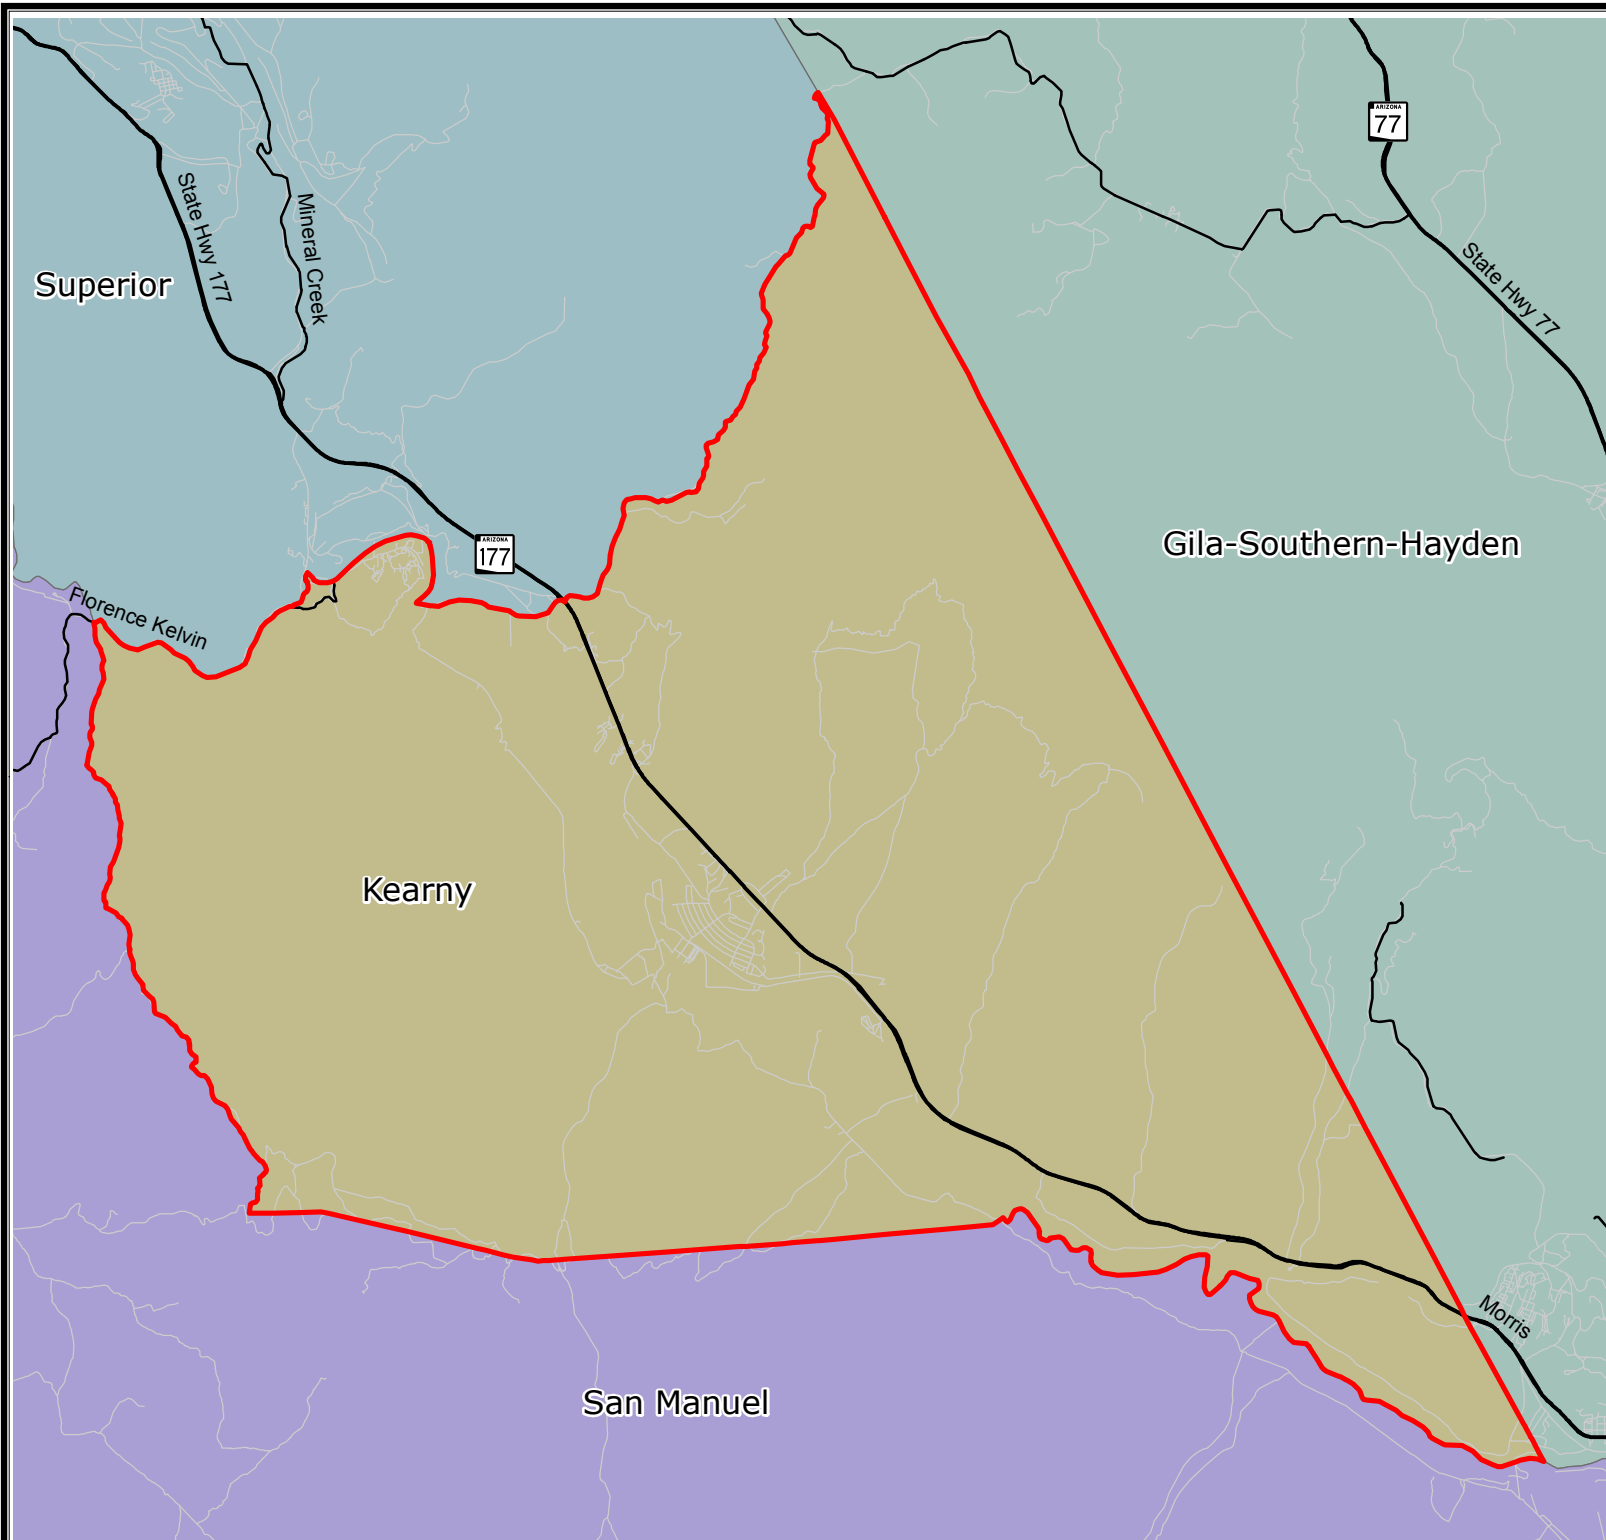 ARIZONA
77
State Hwy 177
Mineral Creek
State Hwy 77
Superior
Gila-Southern-Hayden
ARIZONA
177
Florence Kelvin
Kearny
Morris
San Manuel